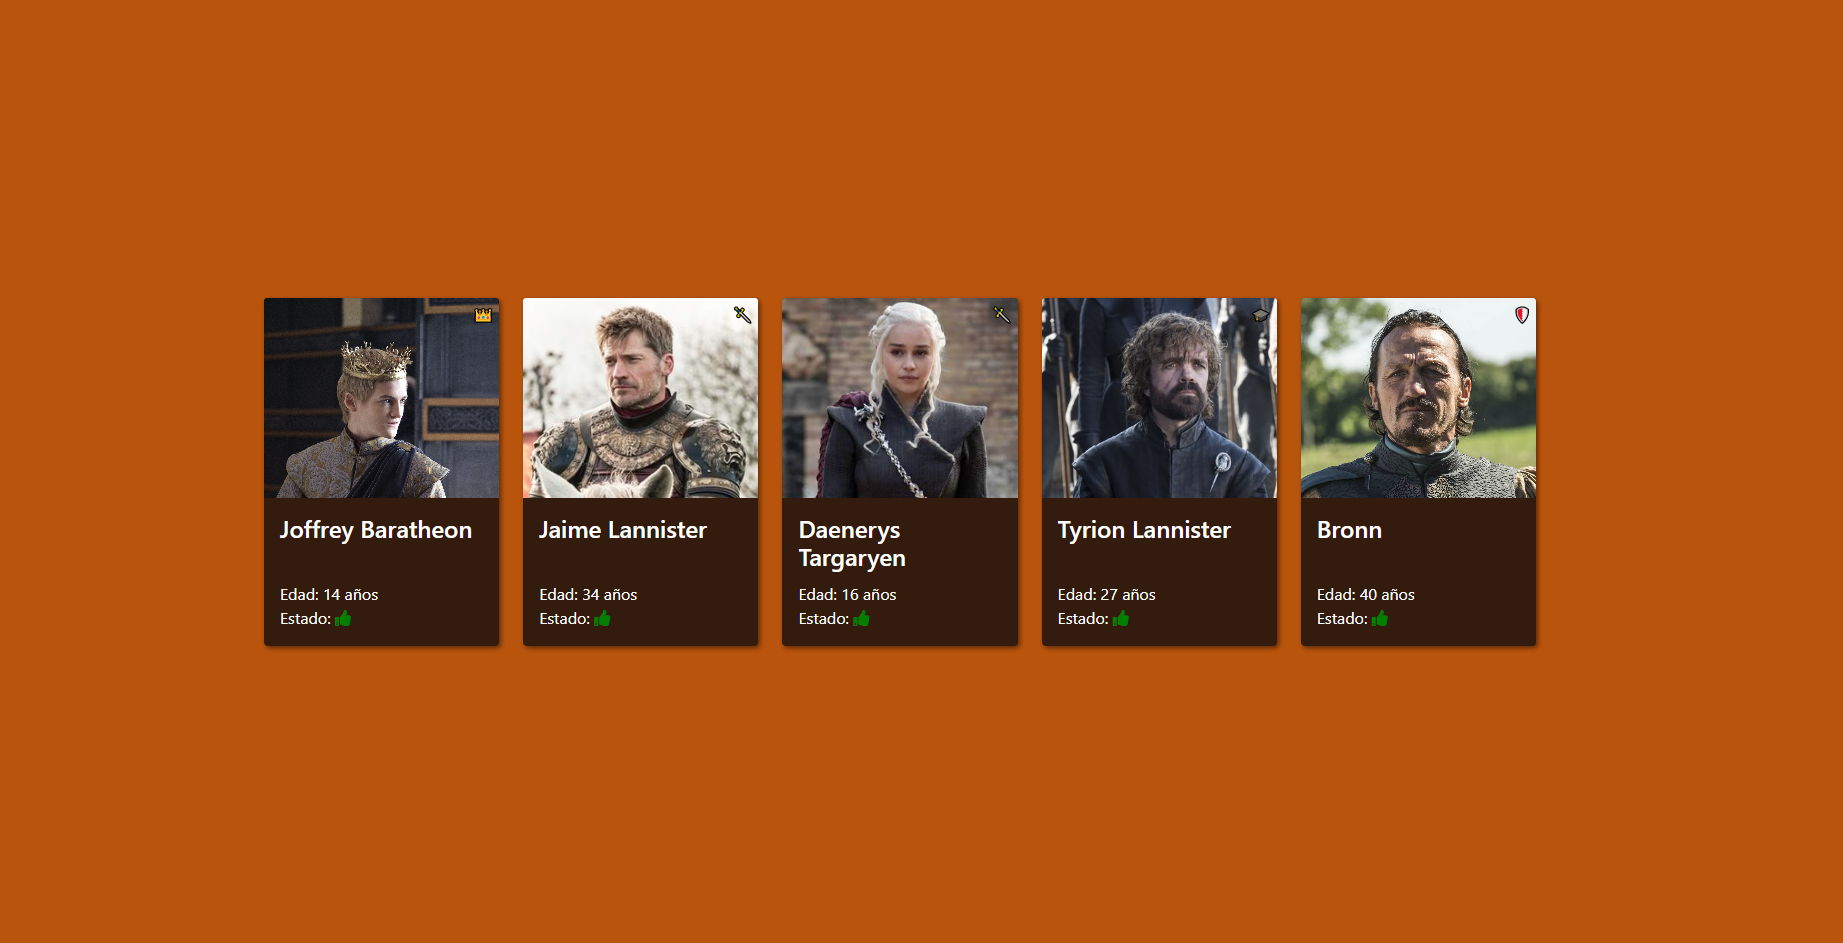 Joffrey Baratheon
Edad: 14 años
Estado:
Jaime Lannister
Edad: 34 años
Estado:
Daenerys
Targaryen
Edad: 16 años
Estado:
Tyrion Lannister
Edad: 27 años
Estado:
Bronn
Edad: 40 años
Estado: